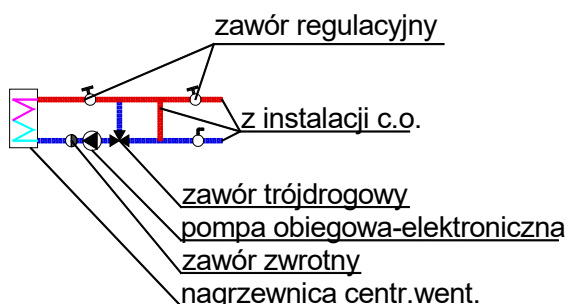 zawór regulacyjny
z instalacji c.o.
zawór trójdrogowy
pompa obiegowa-elektroniczna
zawór zwrotny
nagrzewnica centr.went.